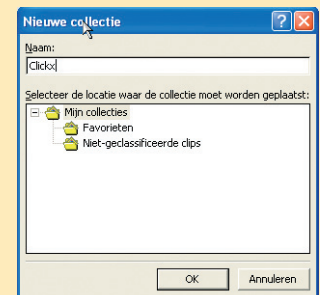 Nieuwe collectie
Naam:
Clickx
Selecteer de locatie waar de collectie moet worden geplaatst:
Mijn collecties
Favorieten
Niet-geclassificeerde clips
OK
Annuleren